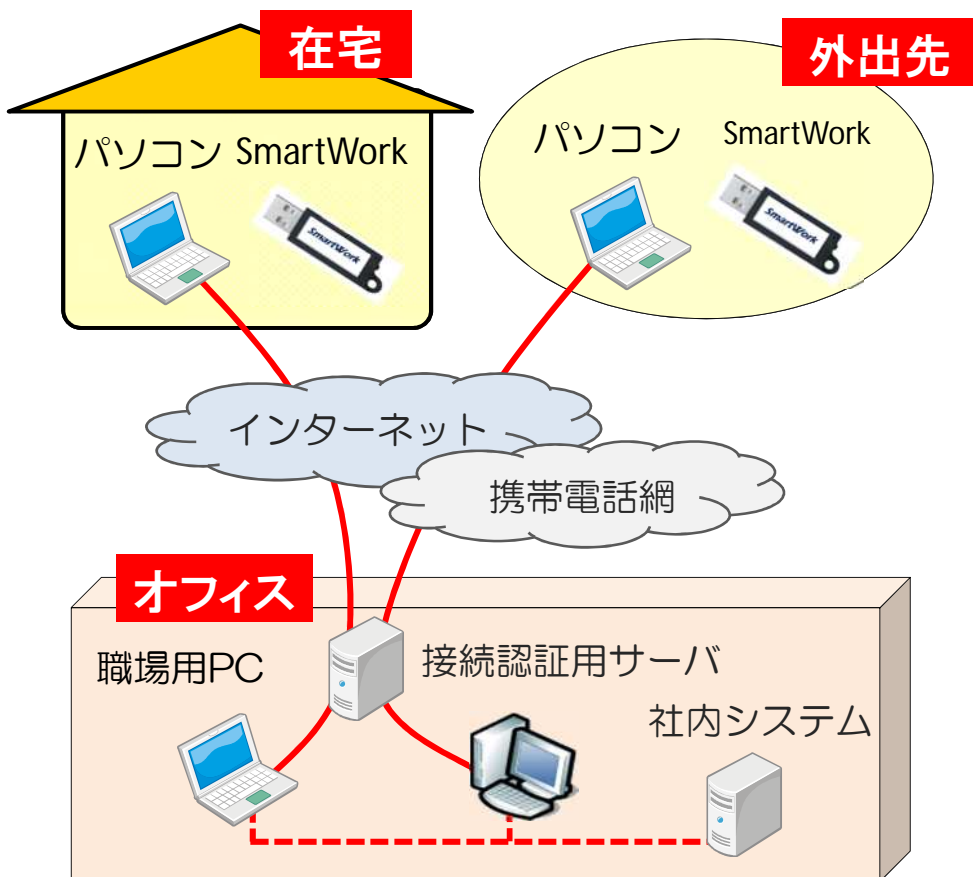 在宅
外出先
パソコン SmartWork
パソコン SmartWork
SmartWork
SmartWork
インターネット
携帯電話網
オフィス
職場用PC
接続認証用サーバ
社内システム